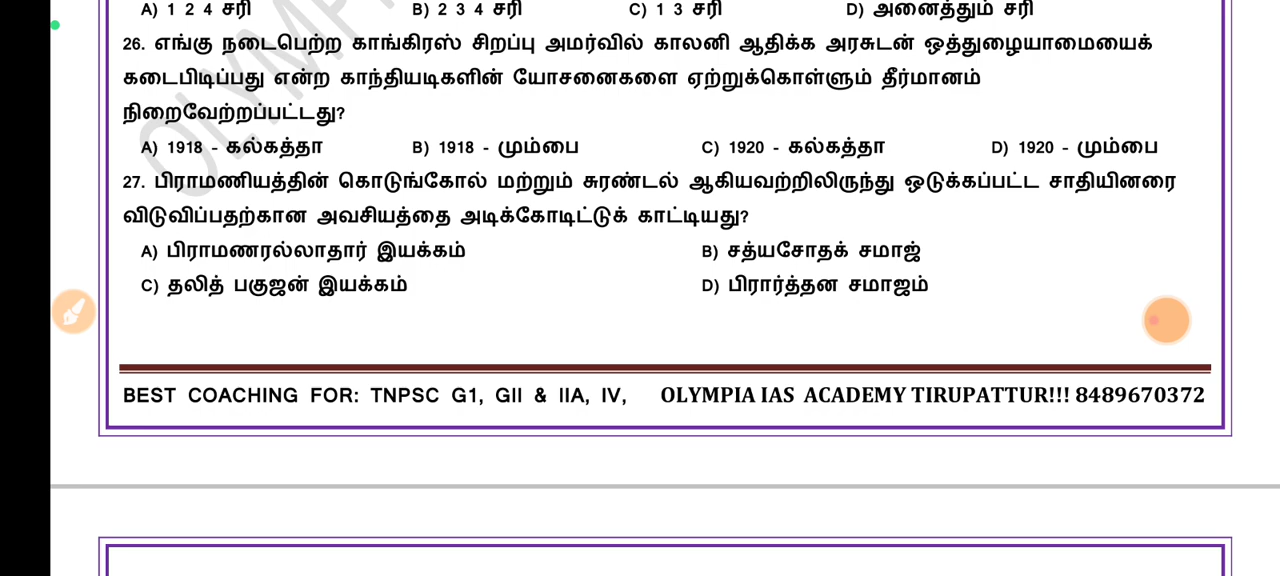 A) 1 2 4 சரி B) 2 3 4 சரி C) 1 3 சரி D) அனைத்தும் சரி
26. எங்கு நடைபெற்ற காங்கிரஸ் சிறப்பு அமர்வில் காலனி ஆதிக்க அரசுடன் ஒத்துழையாமையைக்
கடைபிடிப்பது என்ற காந்தியடிகளின் யோசனைகளை ஏற்றுக்கொள்ளும் தீர்மானம்
நிறைவேற்றப்பட்டது?
A) 1918 - கல்கத்தா B) 1918 - மும்பை C) 1920 - கல்கத்தா D) 1920 - மும்பை
27. பிராமணியத்தின் கொடுங்கோல் மற்றும் சுரண்டல் ஆகியவற்றிலிருந்து ஒடுக்கப்பட்ட சாதியினரை
விடுவிப்பதற்கான அவசியத்தை அடிக்கோடிட்டுக் காட்டியது?
A) பிராமணரல்லாதார் இயக்கம் B) சத்யசோதக் சமாஜ்
C) தலித் பகுஜன் இயக்கம் D) பிரார்த்தன சமாஜம்
BEST COACHING FOR: TNPSC G1, GII & IIA, IV, OLYMPIA IAS ACADEMY TIRUPATTUR!!! 8489670372